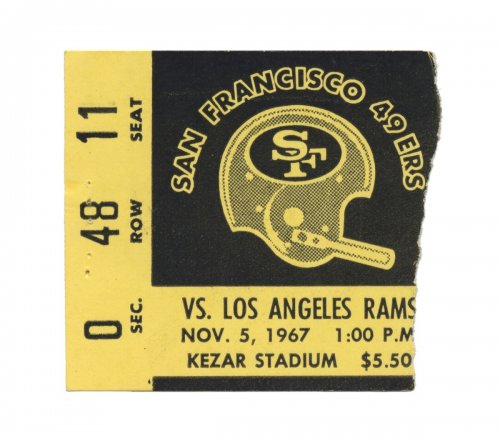 SAN FRANCISCO 49ERS
SF
VS. LOS ANGELES RAMS
NOV. 5, 1967 1:00 P.M
KEZAR STADIUM $5.50
11 SEAT
48 ROW
0 SEC.